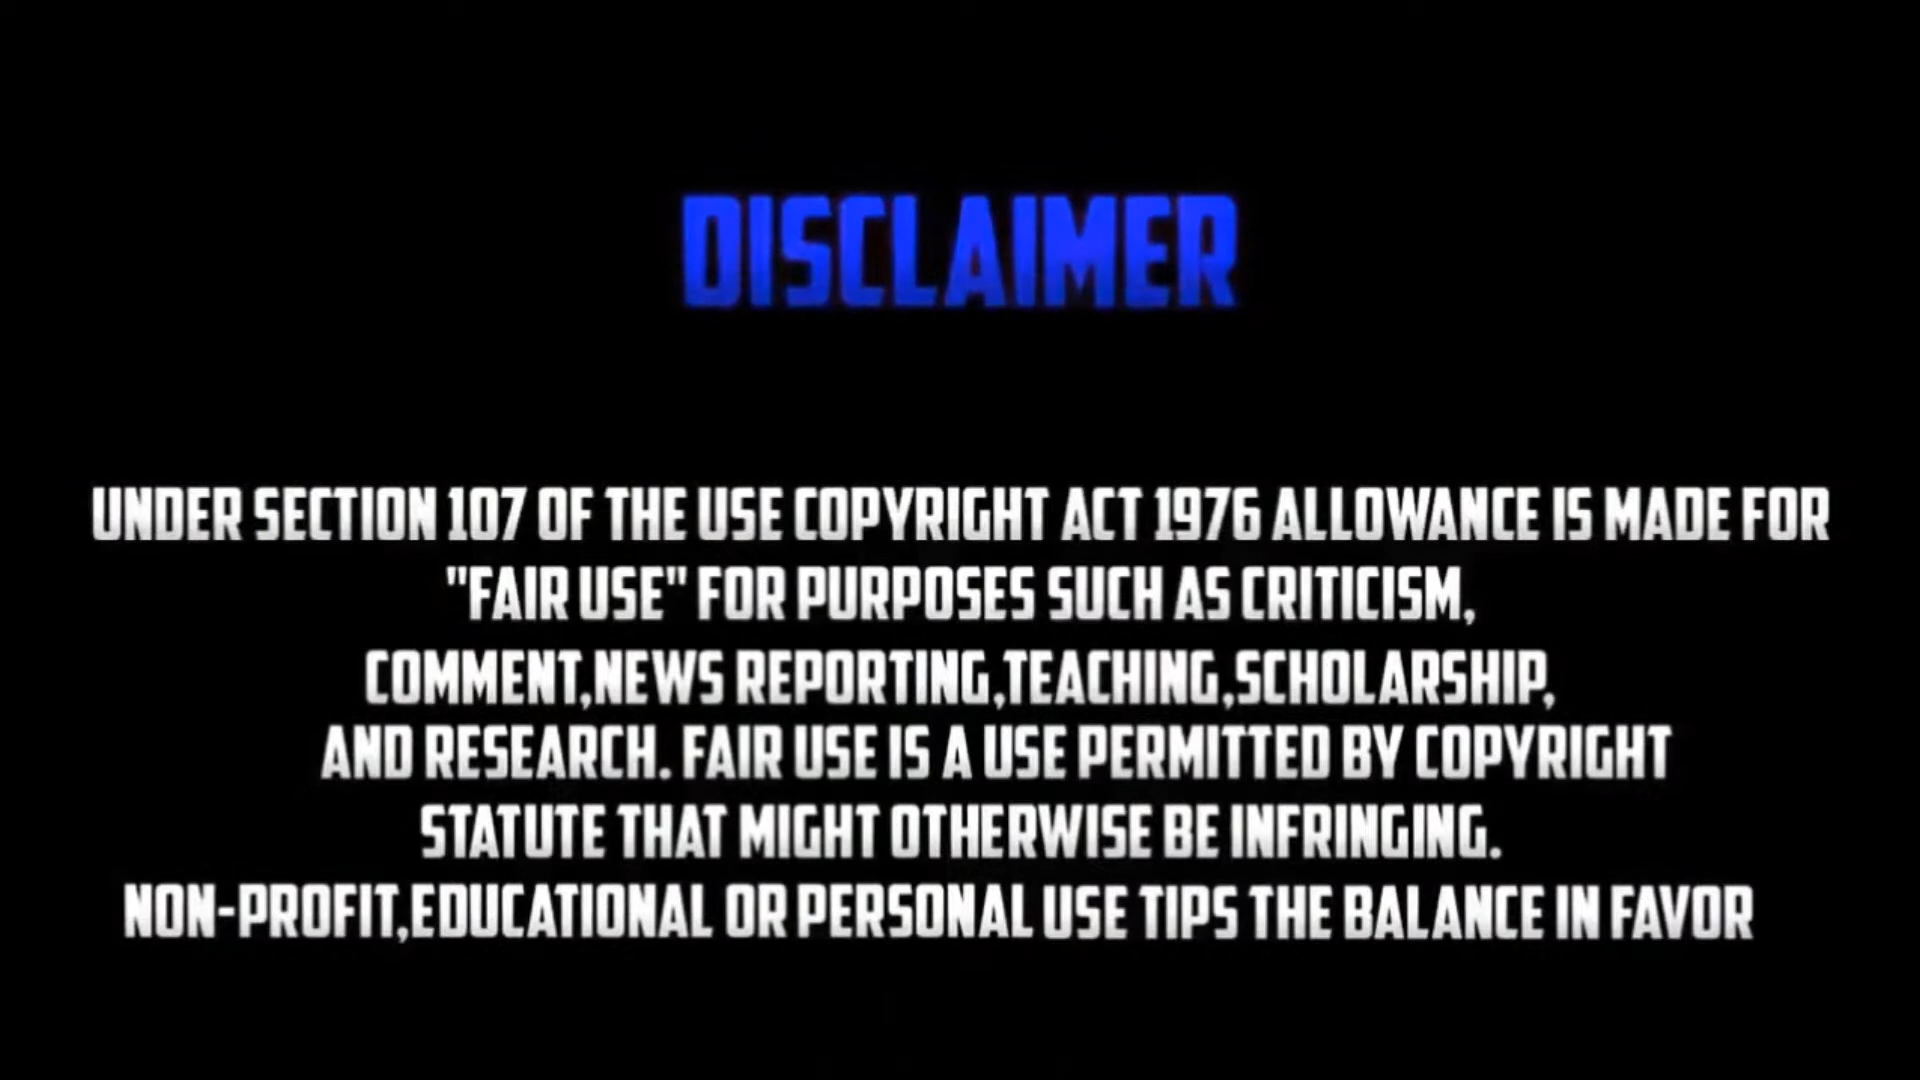 DISCLAIMER
UNDER SECTION 107 OF THE USE COPYRIGHT ACT 1976 ALLOWANCE IS MADE FOR
"FAIR USE" FOR PURPOSES SUCH AS CRITICISM,
COMMENT,NEWS REPORTING,TEACHING,SCHOLARSHIP,
AND RESEARCH. FAIR USE IS A USE PERMITTED BY COPYRIGHT
STATUTE THAT MIGHT OTHERWISE BE INFRINGING.
NON-PROFIT,EDUCATIONAL OR PERSONAL USE TIPS THE BALANCE IN FAVOR